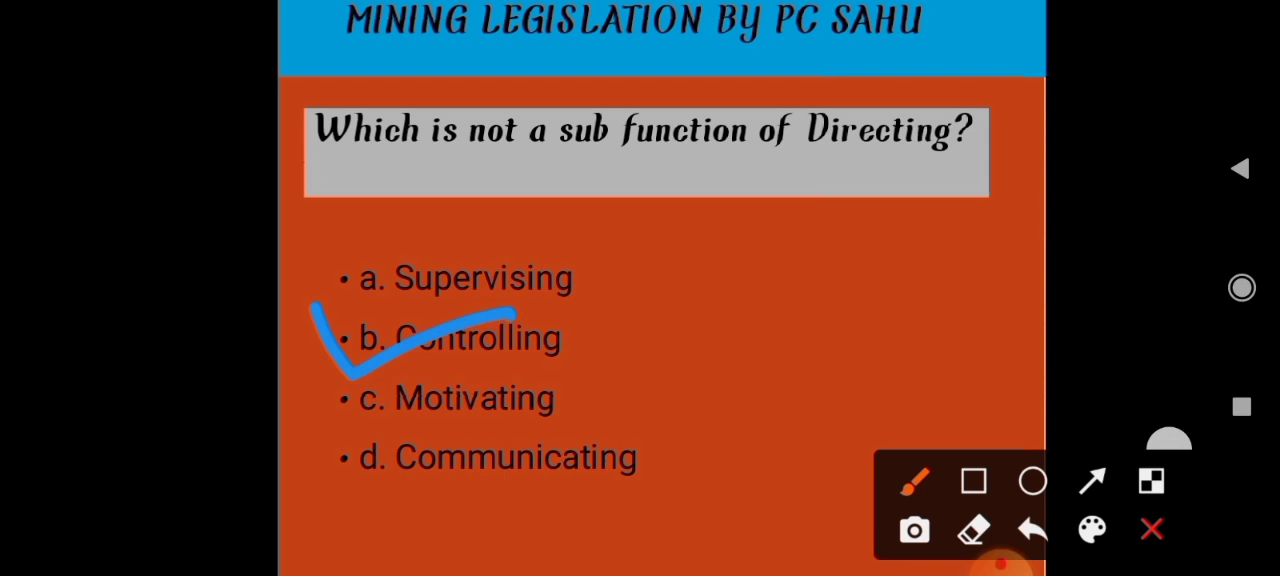 MINING LEGISLATION BY PC SAHU
Which is not a sub function of Directing?
• a. Supervising
• b. Controlling
• c. Motivating
• d. Communicating